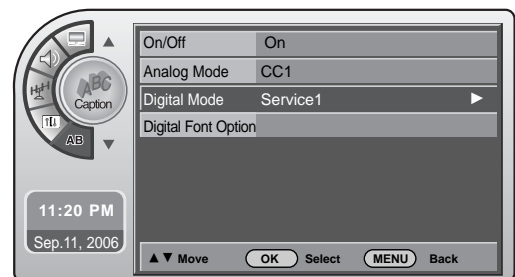 ABC
Caption
AB
11:20 PM
Sep.11, 2006
On/Off On
Analog Mode CC1
Digital Mode Service1
Digital Font Option
Move OK Select MENU Back